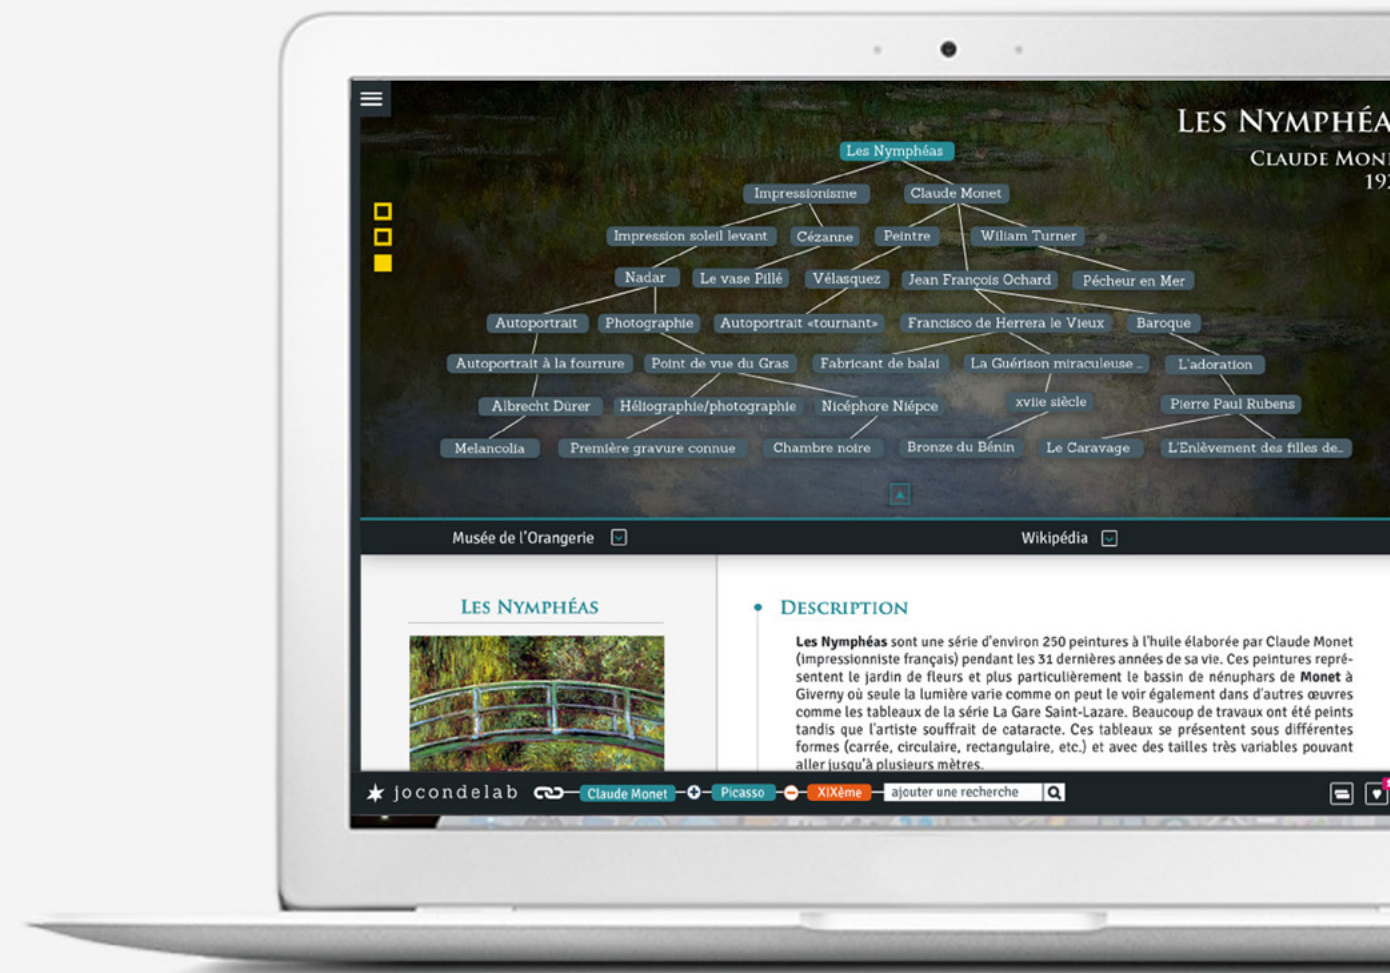 LES NYMPHÉA
CLAUDE MON
Les Nymphéas
Impressionisme Claude Monet
Impression soleil levant Cézanne Peintre Wiliam Turner
Nadar Le vase Pillé Vélasquez Jean François Ochard Pécheur en Mer
Autoportrait Photographie Autoportrait «tournant» Francisco de Herrera le Vieux Baroque
Autoportrait à la fourrure Point de vue du Gras Fabricant de balai La Guérison miraculeuse ... L'adoration
Albrecht Dürer Héliographie/photographie Nicéphore Niépce xviie siècle Pierre Paul Rubens
Melancolia Première gravure connue Chambre noire Bronze du Bénin Le Caravage L'Enlèvement des filles de...
Musée de l'Orangerie Wikipédia
LES NYMPHÉAS
DESCRIPTION
Les Nymphéas sont une série d'environ 250 peintures à l'huile élaborée par Claude Monet
(impressionniste français) pendant les 31 dernières années de sa vie. Ces peintures repré-
sentent le jardin de fleurs et plus particulièrement le bassin de nénuphars de Monet à
Giverny où seule la lumière varie comme on peut le voir également dans d'autres œuvres
comme les tableaux de la série La Gare Saint-Lazare. Beaucoup de travaux ont été peints
tandis que l'artiste souffrait de cataracte. Ces tableaux se présentent sous différentes
formes (carrée, circulaire, rectangulaire, etc.) et avec des tailles très variables pouvant
aller jusqu'à plusieurs mètres.
jocondelab Claude Monet Picasso XIXème ajouter une recherche